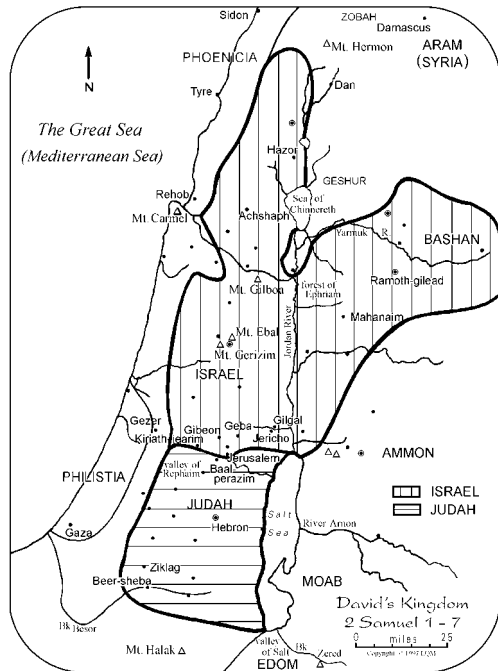 Sidon
ZOBAH
Damascus
PHOENICIA
Mt. Hermon
ARAM
(SYRIA)
N
Tyre
Dan
The Great Sea
(Mediterranean Sea)
Hazor
GESHUR
Rehob
Sea of
Chinnereth
Mt. Carmel
Achshaph
Yarmuk R.
BASHAN
Mt. Gilboa
forest of
Ephriam
Ramoth-gilead
Mahanaim
Mt. Ebal
Mt. Gerizim
Jordan River
ISRAEL
Gezer
Kiriath-jearim
Gibeon
Geba
Gilgal
Jericho
AMMON
valley of
Rephaim
Jerusalem
Baal
perazim
PHILISTIA
ISRAEL
JUDAH
JUDAH
Salt
Sea
Gaza
Hebron
River Arnon
Ziklag
Beer-sheba
MOAB
Bk Besor
David's Kingdom
2 Samuel 1 - 7
0 miles 25
Copyright © 1997 LQM
Valley
of Salt
Bk Zered
Mt. Halak
EDOM